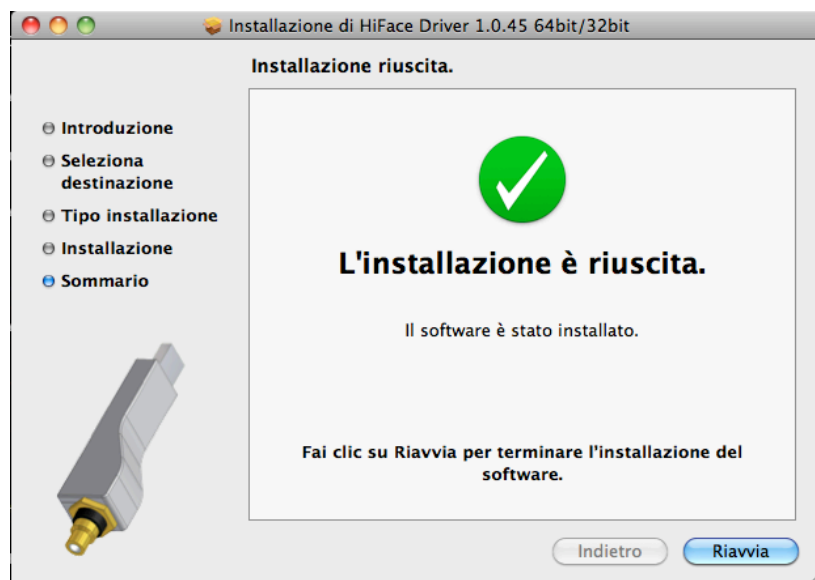 Installazione di HiFace Driver 1.0.45 64bit/32bit
Installazione riuscita.
Introduzione
Seleziona
destinazione
Tipo installazione
Installazione
Sommario
L'installazione è riuscita.
Il software è stato installato.
Fai clic su Riavvia per terminare l'installazione del
software.
Indietro
Riavvia